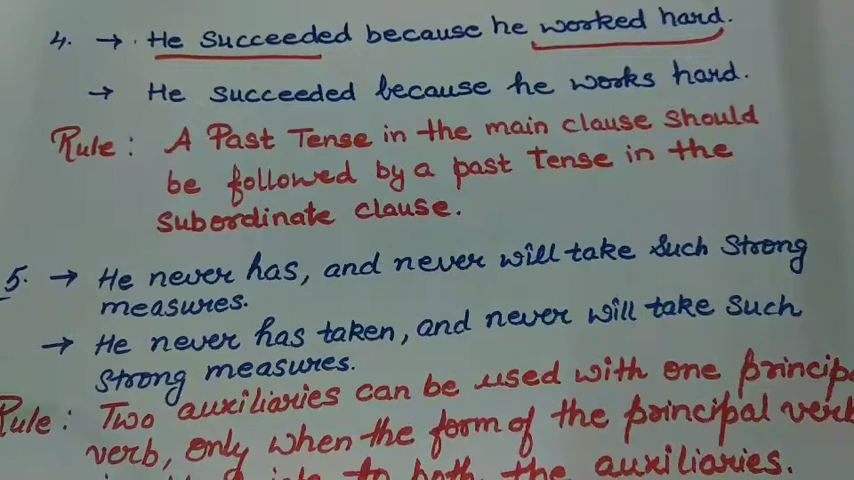 4. → He succeeded because he worked hard.
→ He succeeded because he works hard.
Rule: A Past Tense in the main clause should
be followed by a past tense in the
subordinate clause.
5. → He never has, and never will take such strong
measures.
→ He never has taken, and never will take such
strong measures.
Rule: Two auxiliaries can be used with one princip
verb, only when the form of the principal verb
to both the auxiliaries.